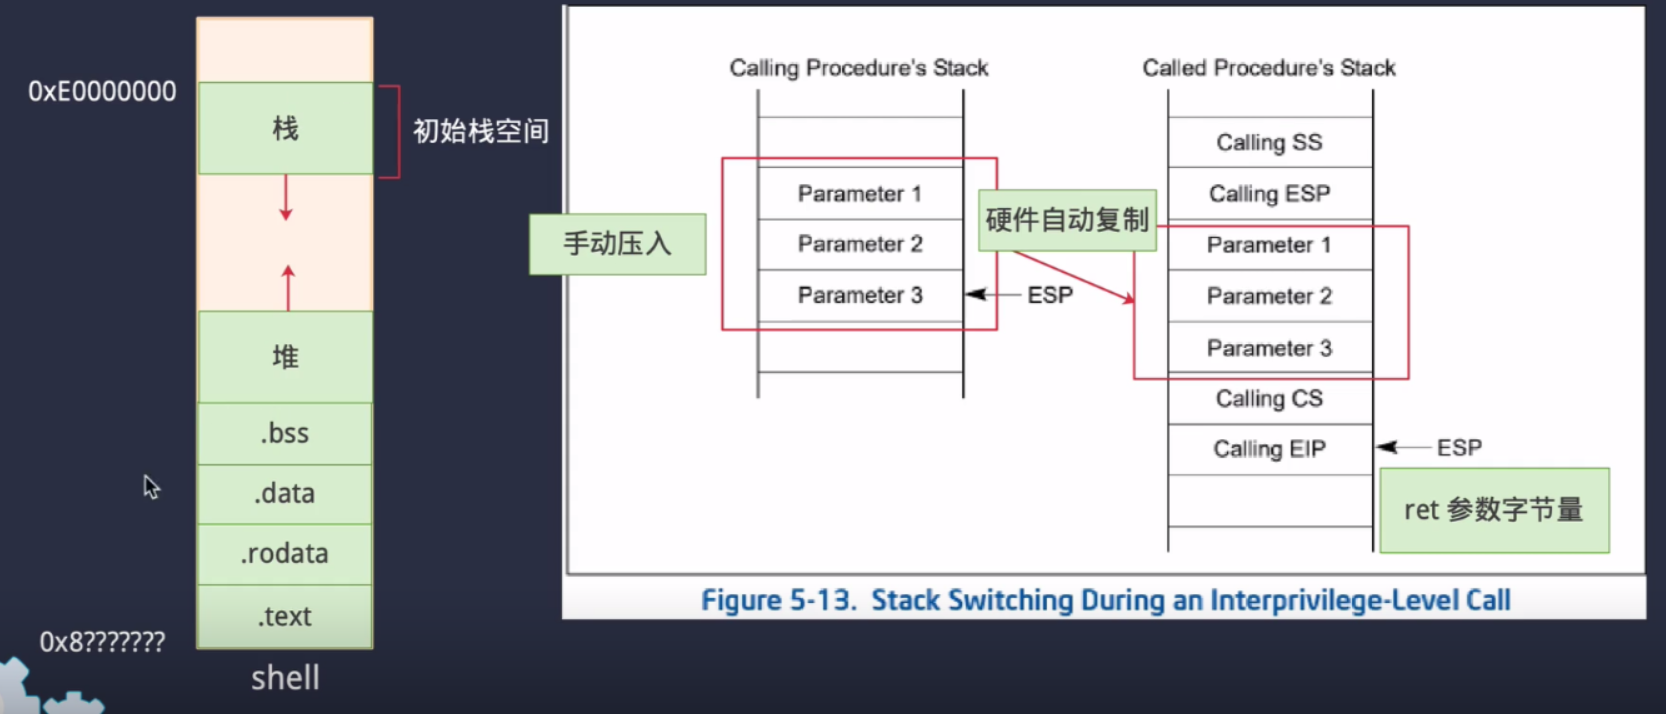 0xE0000000
栈
初始栈空间
堆
.bss
.data
.rodata
.text
0x8???????
shell
Calling Procedure's Stack
Parameter 1
Parameter 2
Parameter 3
ESP
手动压入
硬件自动复制
Called Procedure's Stack
Calling SS
Calling ESP
Parameter 1
Parameter 2
Parameter 3
Calling CS
Calling EIP
ESP
ret 参数字节量
Figure 5-13. Stack Switching During an Interprivilege-Level Call